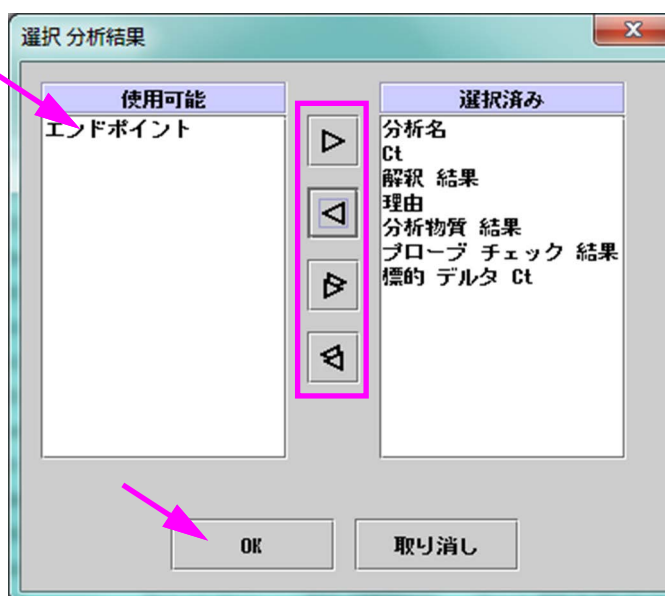 選択 分析結果
使用可能
エンドポイント
選択済み
分析名
Ct
解釈 結果
理由
分析物質 結果
プローブ チェック 結果
標的 デルタ Ct
OK
取り消し